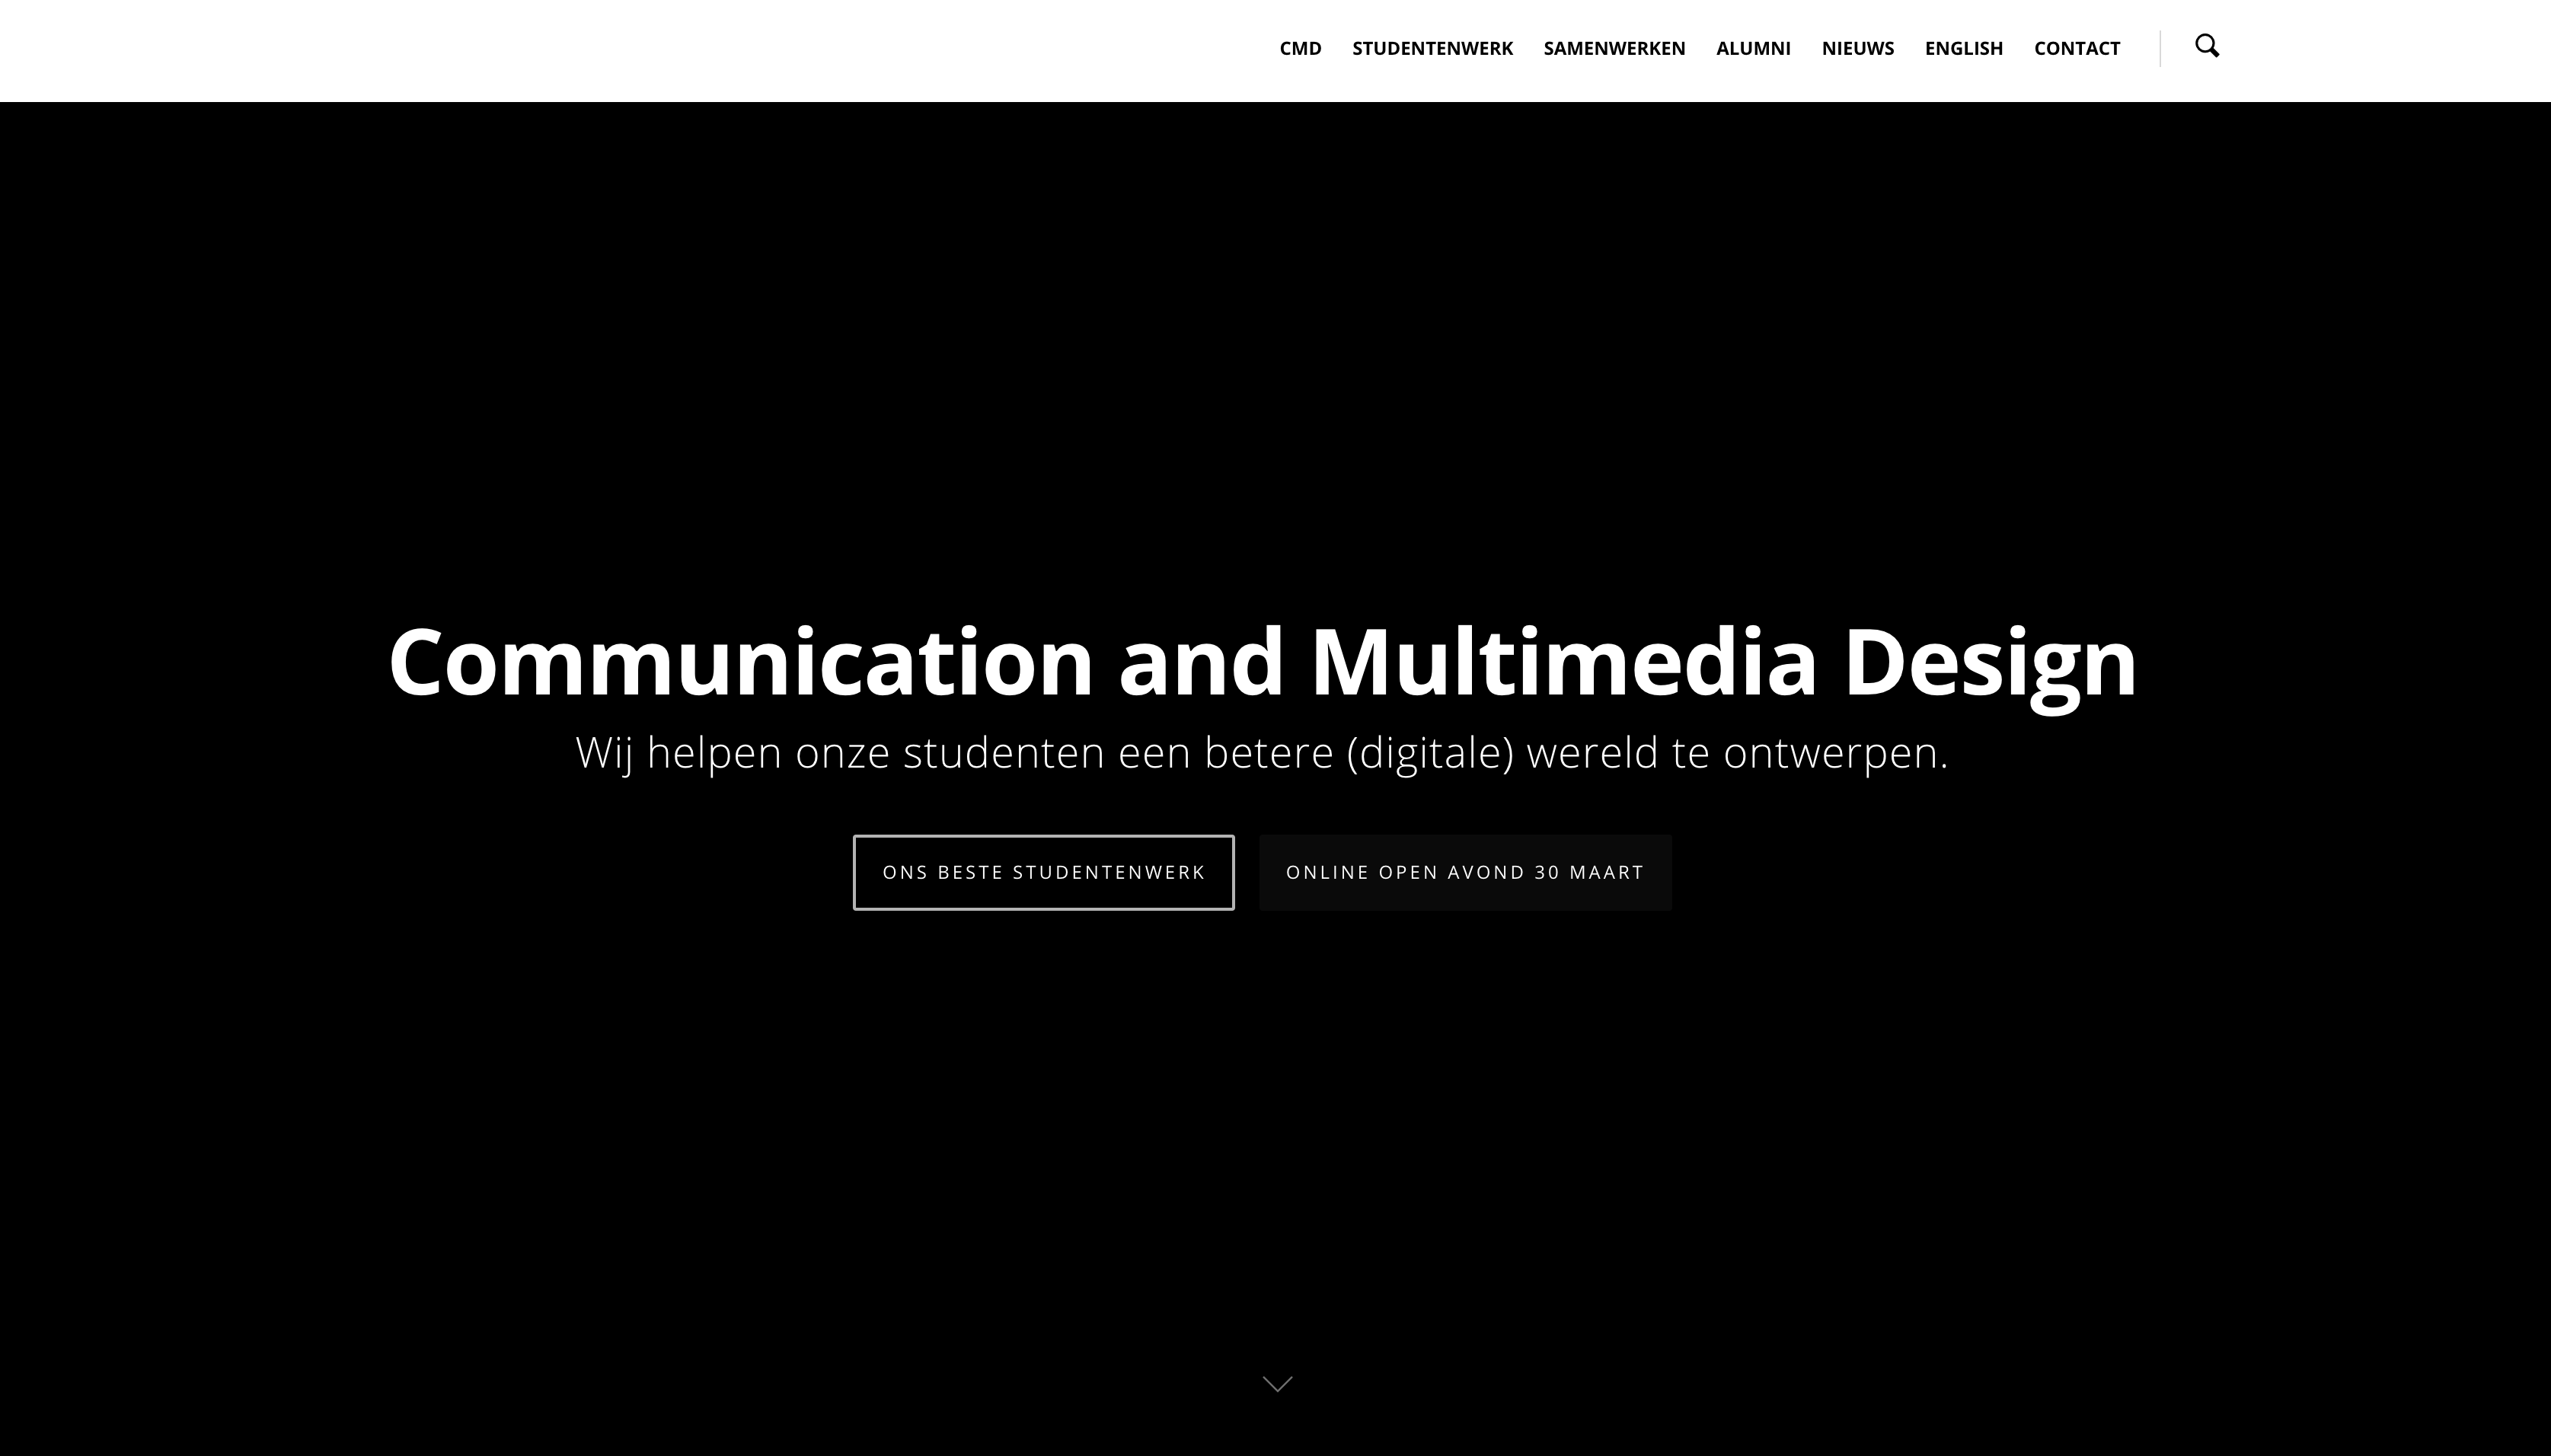 CMD STUDENTENWERK SAMENWERKEN ALUMNI NIEUWS ENGLISH CONTACT
Communication and Multimedia Design
Wij helpen onze studenten een betere (digitale) wereld te ontwerpen.
ONS BESTE STUDENTENWERK ONLINE OPEN AVOND 30 MAART